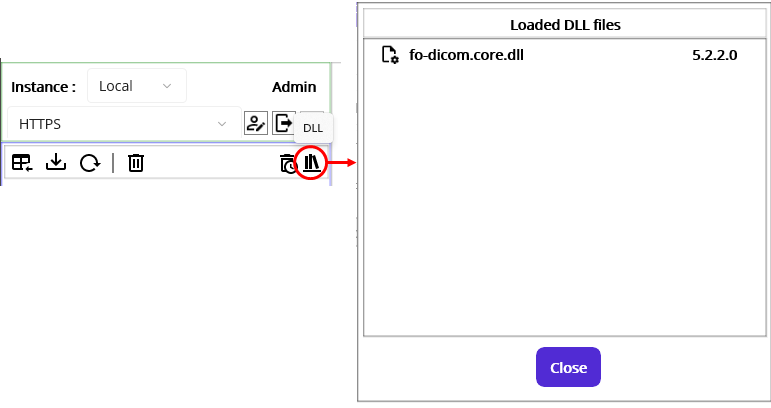 Instance :
Local
Admin
HTTPS
DLL
Loaded DLL files
fo-dicom.core.dll
5.2.2.0
Close